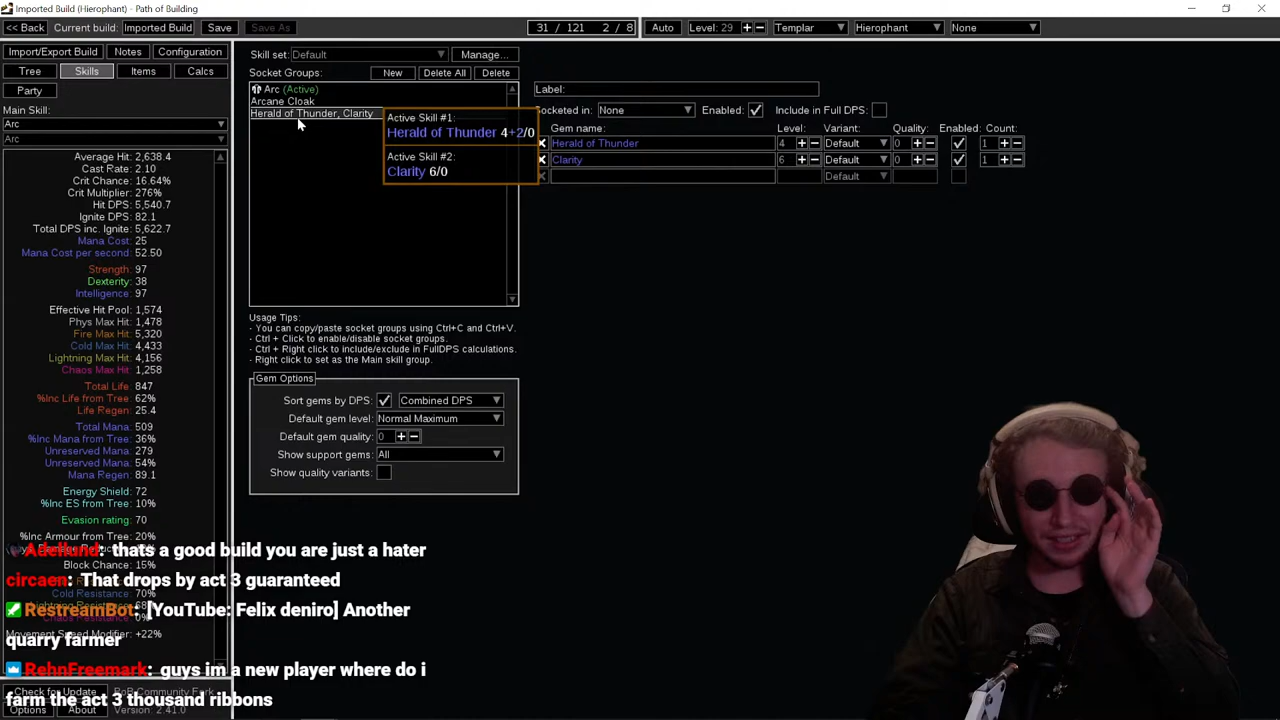 Imported Build (Hierophant) - Path of Building
<< Back Current build: Imported Build Save Save As 31 / 121 2 / 8 Auto Level: 29 + - Templar Hierophant None
Import/Export Build Notes Configuration
Tree Skills Items Calcs
Party
Main Skill:
Arc
Arc
Average Hit: 2,638.4
Cast Rate: 2.10
Crit Chance: 16.64%
Crit Multiplier: 276%
Hit DPS: 5,540.7
Ignite DPS: 82.1
Total DPS inc. Ignite: 5,622.7
Mana Cost: 25
Mana Cost per second: 52.50
Strength: 97
Dexterity: 38
Intelligence: 97
Effective Hit Pool: 1,574
Phys Max Hit: 1,478
Fire Max Hit: 5,320
Cold Max Hit: 4,433
Lightning Max Hit: 4,156
Chaos Max Hit: 1,258
Total Life: 847
%Inc Life from Tree: 62%
Life Regen: 25.4
Total Mana: 509
%Inc Mana from Tree: 36%
Unreserved Mana: 279
Unreserved Mana: 54%
Mana Regen: 89.1
Energy Shield: 72
%Inc ES from Tree: 10%
Evasion rating: 70
%Inc Armour from Tree: 20%
Block Chance: 15%
Cold Resistance: 70%
Movement Speed Modifier: +22%
Check for Update PoB Community Fork
Options About Version: 2.41.0
Skill set: Default Manage...
Socket Groups: New Delete All Delete
Arc (Active)
Arcane Cloak
Herald of Thunder, Clarity
Active Skill #1:
Herald of Thunder 4+2/0
Active Skill #2:
Clarity 6/0
Usage Tips:
- You can copy/paste socket groups using Ctrl+C and Ctrl+V.
- Ctrl + Click to enable/disable socket groups.
- Ctrl + Right click to include/exclude in FullDPS calculations.
- Right click to set as the Main skill group.
Gem Options
Sort gems by DPS: Combined DPS
Default gem level: Normal Maximum
Default gem quality: 0 + -
Show support gems: All
Show quality variants:
Label:
Socketed in: None Enabled: Include in Full DPS:
Gem name: Level: Variant: Quality: Enabled: Count:
x Herald of Thunder 4 + - Default 0 1 + -
x Clarity 6 + - Default 0 1 + -
x Default
Adellund: thats a good build you are just a hater
circaen: That drops by act 3 guaranteed
RestreamBot: [YouTube: Felix deniro] Another
quarry farmer
RehnFreemark: guys im a new player where do i
farm the act 3 thousand ribbons